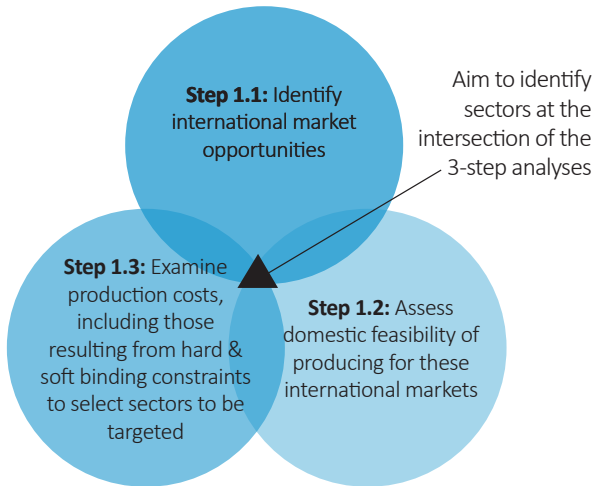 Step 1.1: Identify
international market
opportunities
Aim to identify
sectors at the
intersection of the
3-step analyses
Step 1.3: Examine
production costs,
including those
resulting from hard &
soft binding constraints
to select sectors to be
targeted
Step 1.2: Assess
domestic feasibility of
producing for these
international markets